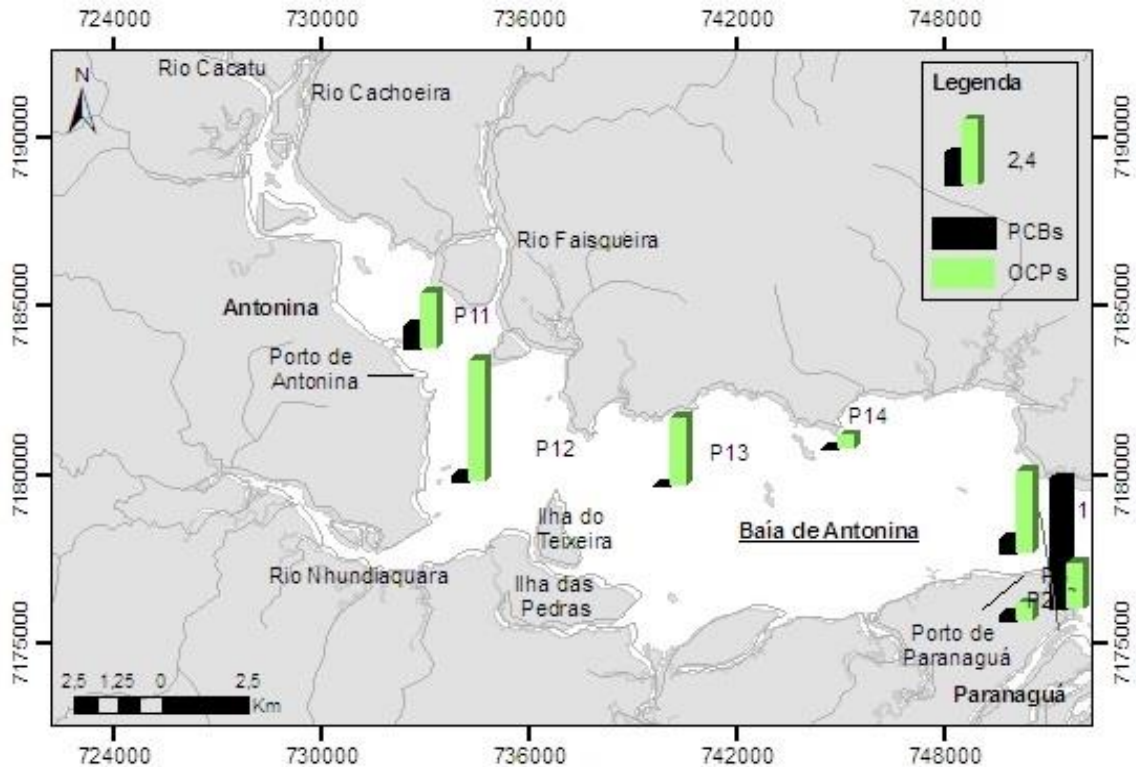 724000 730000 736000 742000 748000
Rio Cacatu
N
Rio Cachoeira
Legenda
7190000
7190000
2,4
PCBs
OCPs
Rio Faisqueira
7185000
7185000
Antonina
P11
Porto de
Antonina
P14
P12
P13
7180000
7180000
1
Ilha do
Teixeira
Baía de Antonina
Rio Nhundiaquara
Ilha das
Pedras
P2
Porto de
Paranaguá
7175000
7175000
Paranaguá
2,5 1,25 0 2,5
Km
724000 730000 736000 742000 748000